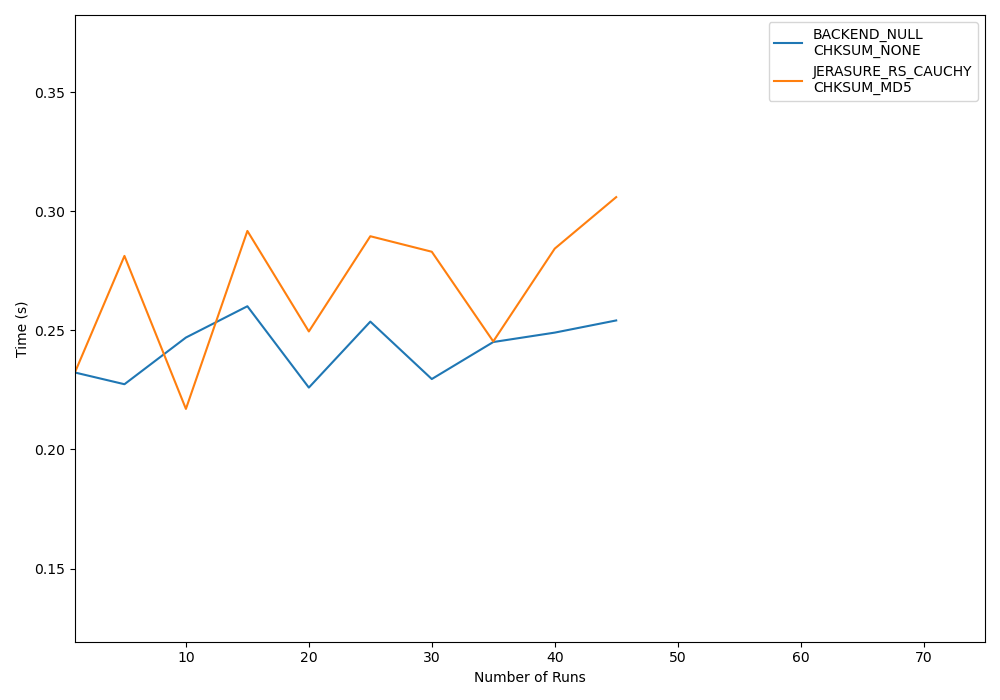 BACKEND_NULL
CHKSUM_NONE
JERASURE_RS_CAUCHY
CHKSUM_MD5
0.35
0.30
0.25
0.20
0.15
Time (s)
10 20 30 40 50 60 70
Number of Runs